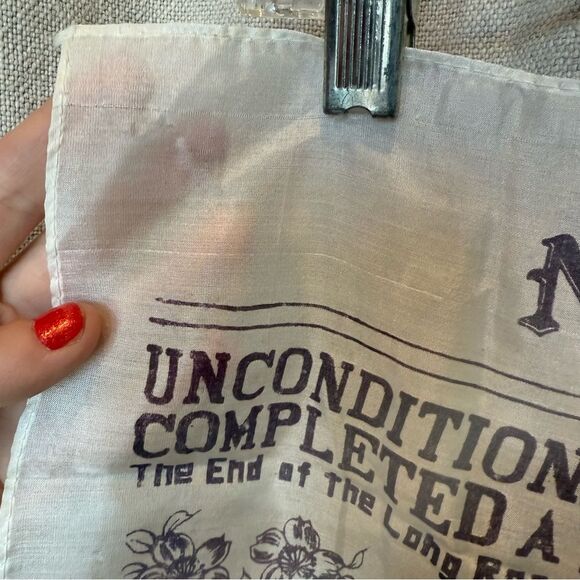 N
UNCONDITION
COMPLETED A
The End of The Long